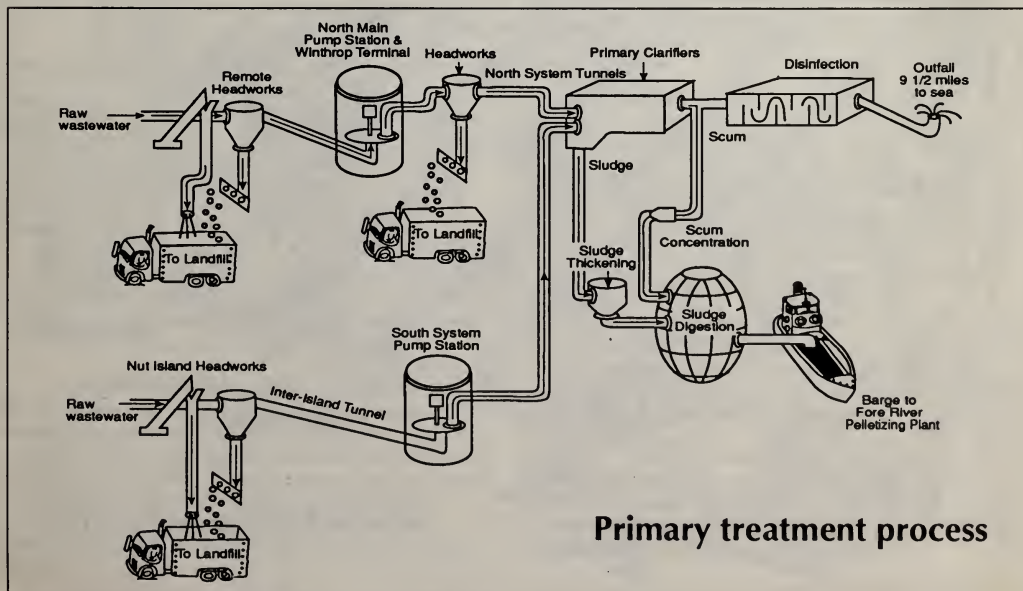 North Main
Pump Station &
Winthrop Terminal
Headworks
Primary Clarifiers
Disinfection
Outfall
9 1/2 miles
to sea
Remote
Headworks
North System Tunnels
Raw
wastewater
Scum
Sludge
To Landfill
To Landfill
Scum
Concentration
Sludge
Thickening
Sludge
Digestion
South System
Pump Station
Nut Island Headworks
Inter-Island Tunnel
Raw
wastewater
Barge to
Fore River
Pelletizing Plant
To Landfill
Primary treatment process